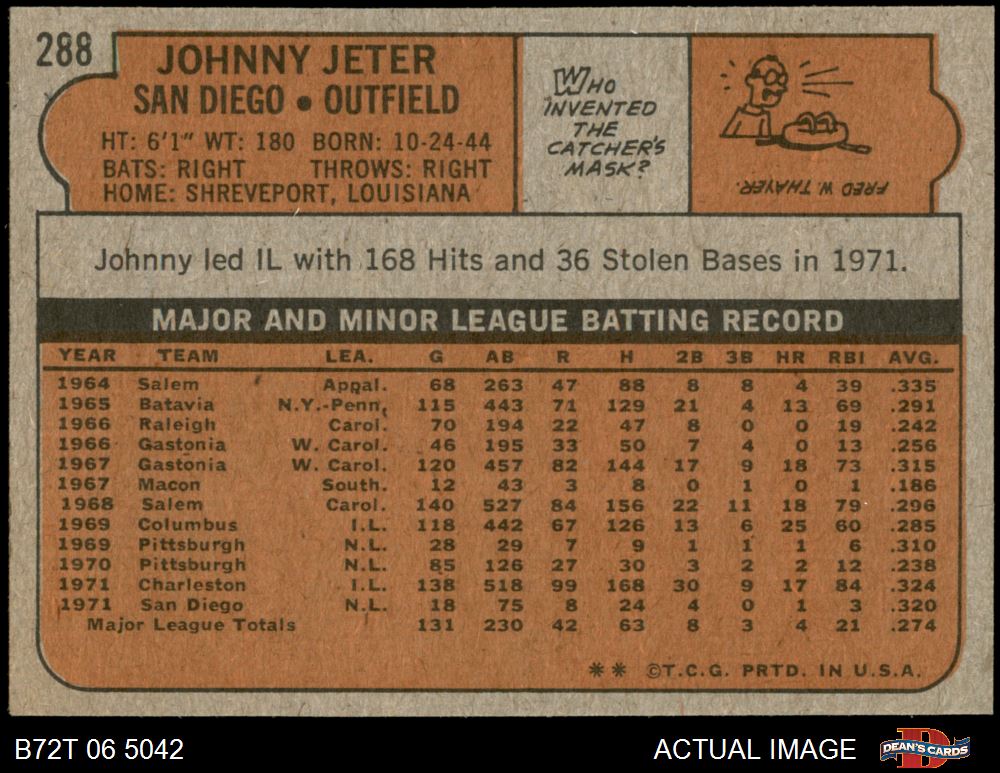 288
JOHNNY JETER
SAN DIEGO • OUTFIELD
HT: 6'1" WT: 180 BORN: 10-24-44
BATS: RIGHT THROWS: RIGHT
HOME: SHREVEPORT, LOUISIANA
WHO
INVENTED
THE
CATCHER'S
MASK?
FRED W. THAYER.
Johnny led IL with 168 Hits and 36 Stolen Bases in 1971.
MAJOR AND MINOR LEAGUE BATTING RECORD
YEAR TEAM LEA. G AB R H 2B 3B HR RBI AVG.
1964 Salem Appal. 68 263 47 88 8 8 4 39 .335
1965 Batavia N.Y.-Penn, 115 443 71 129 21 4 13 69 .291
1966 Raleigh Carol. 70 194 22 47 8 0 0 19 .242
1966 Gastonia W. Carol. 46 195 33 50 7 4 0 13 .256
1967 Gastonia W. Carol. 120 457 82 144 17 9 18 73 .315
1967 Macon South. 12 43 3 8 0 1 0 1 .186
1968 Salem Carol. 140 527 84 156 22 11 18 79 .296
1969 Columbus I.L. 118 442 67 126 13 6 25 60 .285
1969 Pittsburgh N.L. 28 29 7 9 1 1 1 6 .310
1970 Pittsburgh N.L. 85 126 27 30 3 2 2 12 .238
1971 Charleston I.L. 138 518 99 168 30 9 17 84 .324
1971 San Diego N.L. 18 75 8 24 4 0 1 3 .320
Major League Totals 131 230 42 63 8 3 4 21 .274
** ©T.C.G. PRTD. IN U.S.A.
B72T 06 5042
ACTUAL IMAGE
D
DEAN'S CARDS